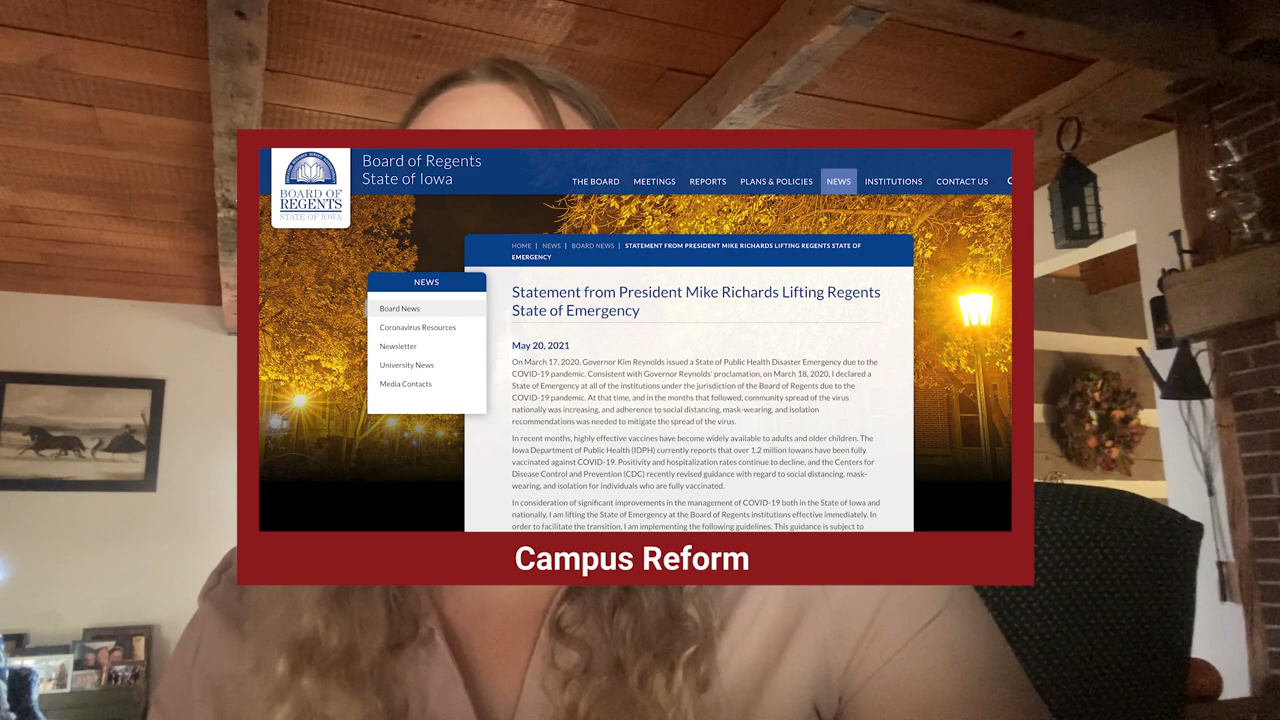 Board of Regents
State of Iowa
BOARD OF
REGENTS
STATE OF IOWA
THE BOARD MEETINGS REPORTS PLANS & POLICIES NEWS INSTITUTIONS CONTACT US
HOME | NEWS | BOARD NEWS | STATEMENT FROM PRESIDENT MIKE RICHARDS LIFTING REGENTS STATE OF
EMERGENCY
NEWS
Board News
Coronavirus Resources
Newsletter
University News
Media Contacts
Statement from President Mike Richards Lifting Regents
State of Emergency
May 20, 2021
On March 17, 2020, Governor Kim Reynolds issued a State of Public Health Disaster Emergency due to the
COVID-19 pandemic. Consistent with Governor Reynolds' proclamation, on March 18, 2020, I declared a
State of Emergency at all of the institutions under the jurisdiction of the Board of Regents due to the
COVID-19 pandemic. At that time, and in the months that followed, community spread of the virus
nationally was increasing, and adherence to social distancing, mask-wearing, and isolation
recommendations was needed to mitigate the spread of the virus.
In recent months, highly effective vaccines have become widely available to adults and older children. The
Iowa Department of Public Health (IDPH) currently reports that over 1.2 million Iowans have been fully
vaccinated against COVID-19. Positivity and hospitalization rates continue to decline, and the Centers for
Disease Control and Prevention (CDC) recently revised guidance with regard to social distancing, mask-
wearing, and isolation for individuals who are fully vaccinated.
In consideration of significant improvements in the management of COVID-19 both in the State of Iowa and
nationally, I am lifting the State of Emergency at the Board of Regents institutions effective immediately. In
order to facilitate the transition, I am implementing the following guidelines. This guidance is subject to
Campus Reform